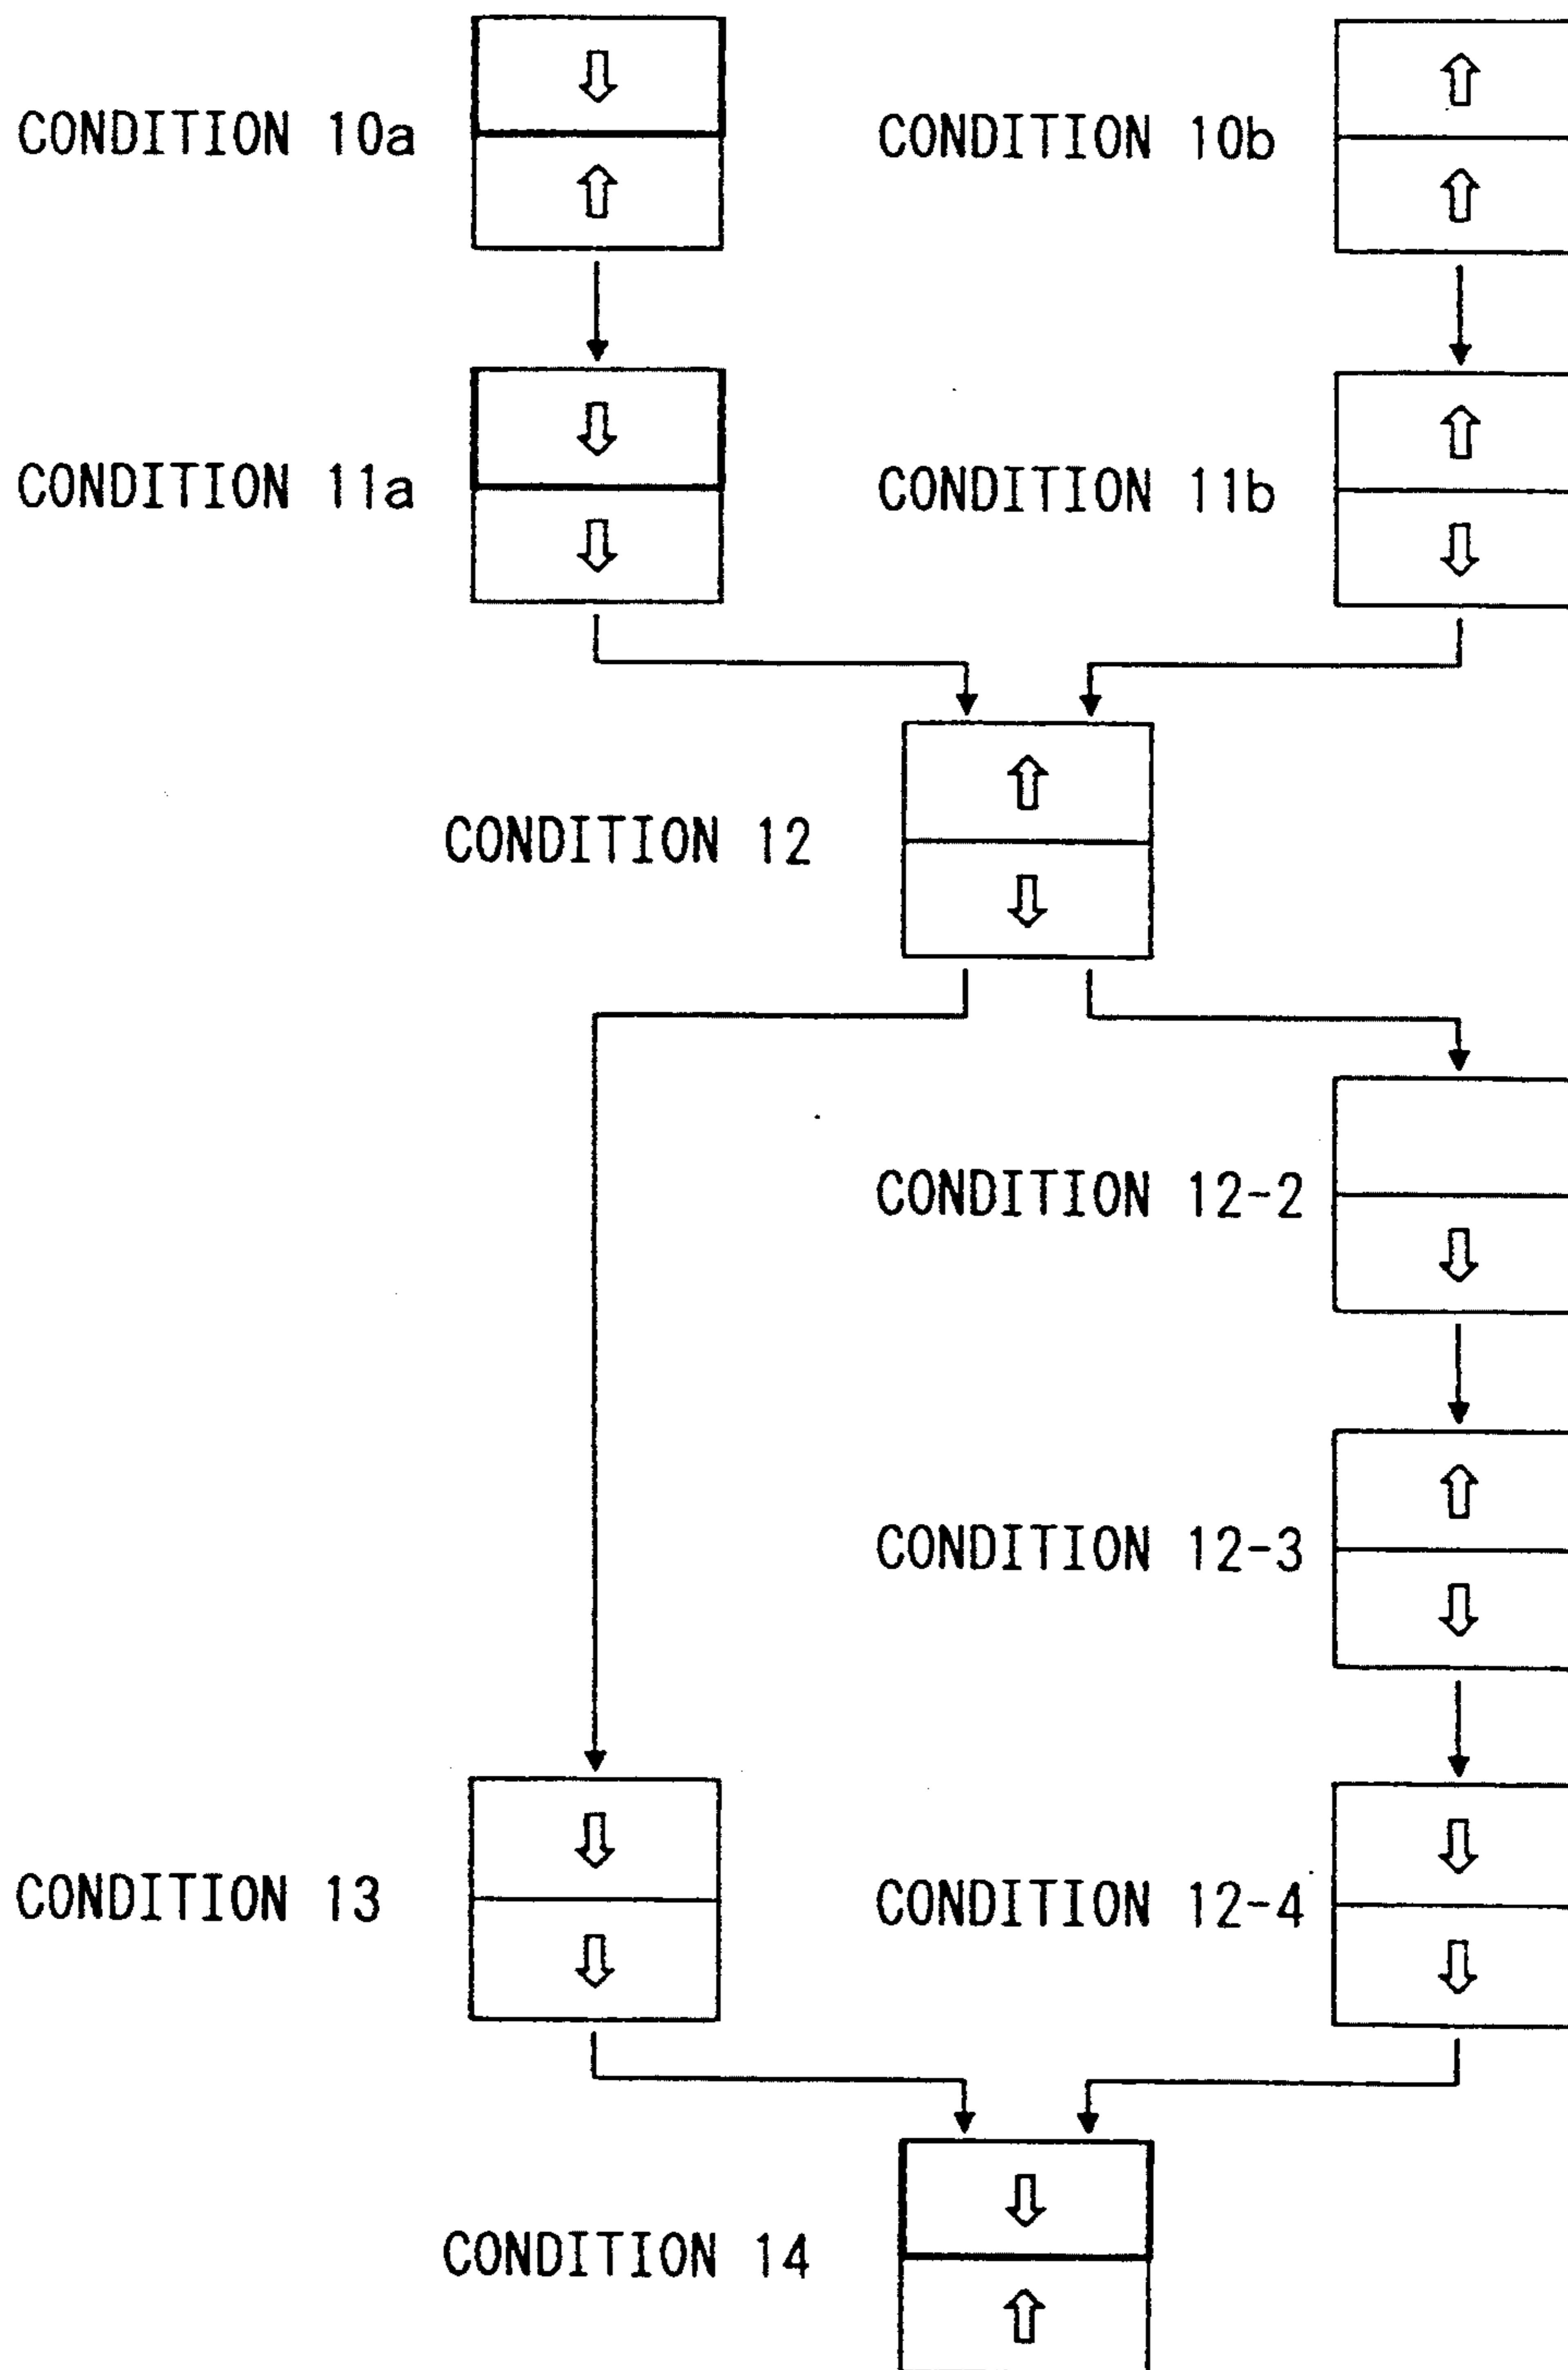 CONDITION 10a
CONDITION 10b
CONDITION 11a
CONDITION 11b
CONDITION 12
CONDITION 12-2
CONDITION 12-3
CONDITION 13
CONDITION 12-4
CONDITION 14